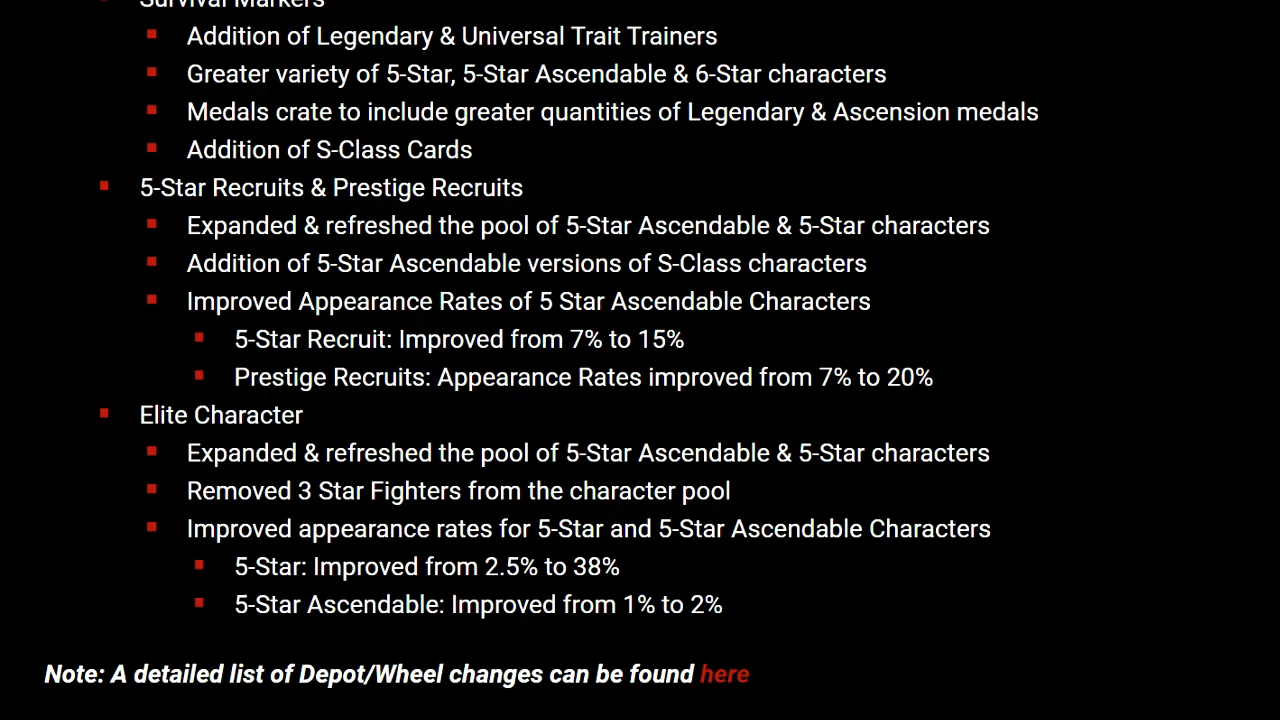 Survival Markers
Addition of Legendary & Universal Trait Trainers
Greater variety of 5-Star, 5-Star Ascendable & 6-Star characters
Medals crate to include greater quantities of Legendary & Ascension medals
Addition of S-Class Cards
5-Star Recruits & Prestige Recruits
Expanded & refreshed the pool of 5-Star Ascendable & 5-Star characters
Addition of 5-Star Ascendable versions of S-Class characters
Improved Appearance Rates of 5 Star Ascendable Characters
5-Star Recruit: Improved from 7% to 15%
Prestige Recruits: Appearance Rates improved from 7% to 20%
Elite Character
Expanded & refreshed the pool of 5-Star Ascendable & 5-Star characters
Removed 3 Star Fighters from the character pool
Improved appearance rates for 5-Star and 5-Star Ascendable Characters
5-Star: Improved from 2.5% to 38%
5-Star Ascendable: Improved from 1% to 2%
Note: A detailed list of Depot/Wheel changes can be found here